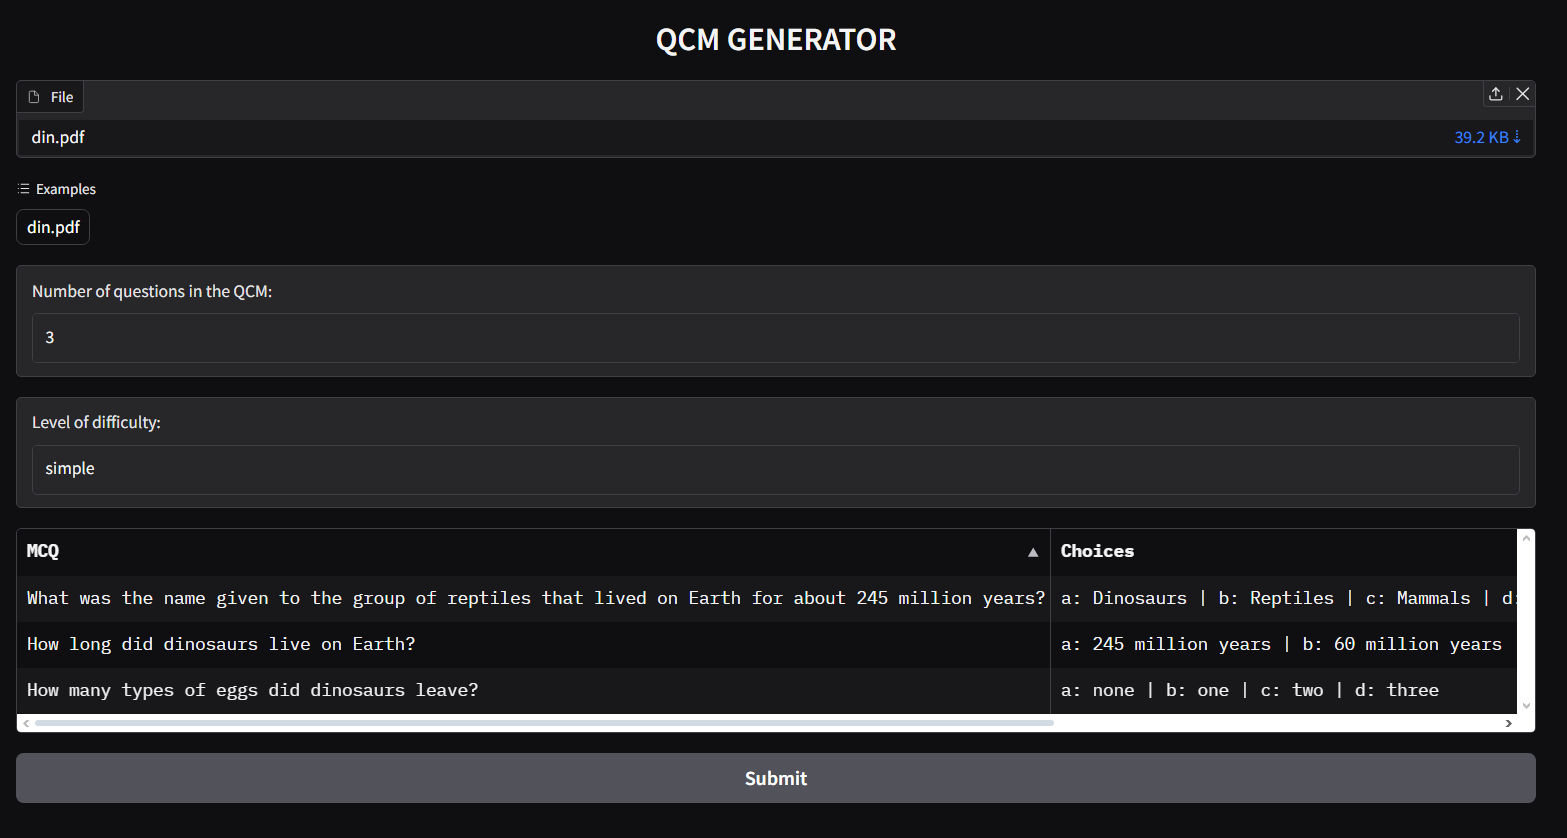 QCM GENERATOR
File
din.pdf
39.2 KB ⇣
Examples
din.pdf
Number of questions in the QCM:
3
Level of difficulty:
simple
MCQ ▲ Choices
What was the name given to the group of reptiles that lived on Earth for about 245 million years? a: Dinosaurs | b: Reptiles | c: Mammals | d:
How long did dinosaurs live on Earth? a: 245 million years | b: 60 million years
How many types of eggs did dinosaurs leave? a: none | b: one | c: two | d: three
Submit